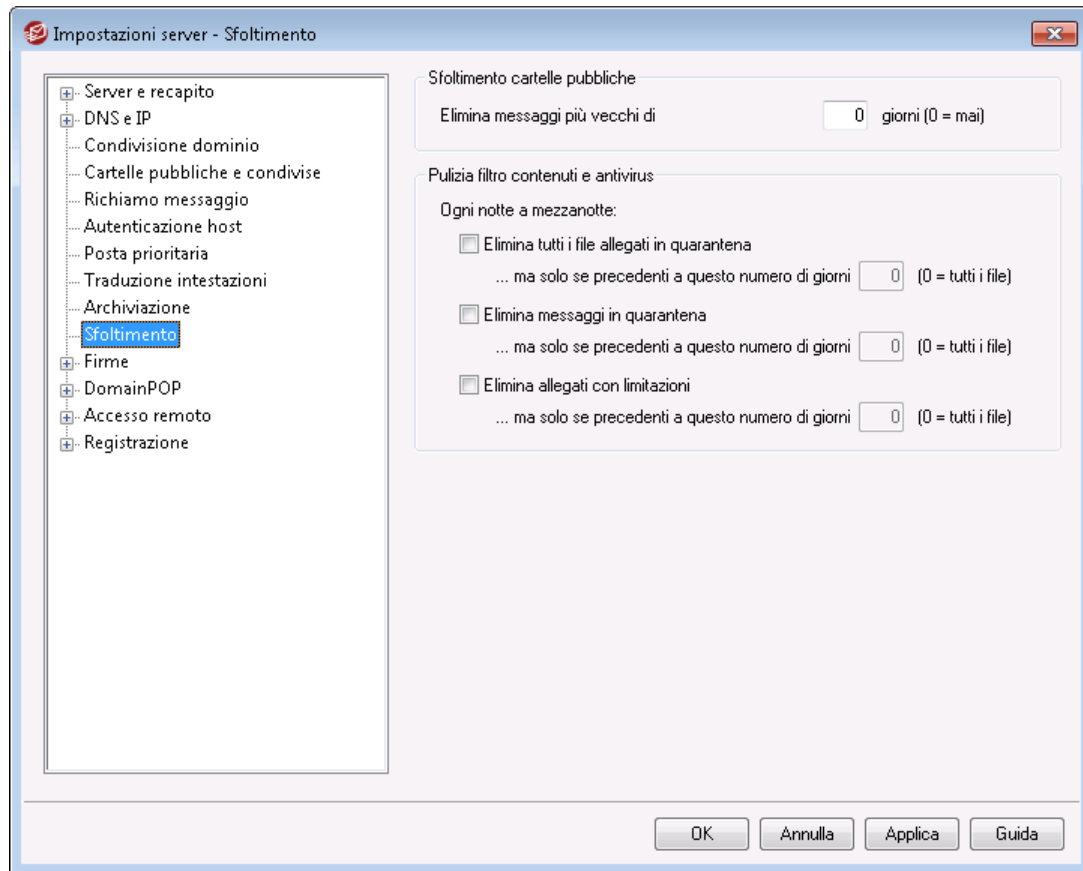 Impostazioni server - Sfoltimento
Server e recapito
DNS e IP
Condivisione dominio
Cartelle pubbliche e condivise
Richiamo messaggio
Autenticazione host
Posta prioritaria
Traduzione intestazioni
Archiviazione
Sfoltimento
Firme
DomainPOP
Accesso remoto
Registrazione
Sfoltimento cartelle pubbliche
Elimina messaggi più vecchi di 0 giorni (0 = mai)
Pulizia filtro contenuti e antivirus
Ogni notte a mezzanotte:
Elimina tutti i file allegati in quarantena
... ma solo se precedenti a questo numero di giorni 0 (0 = tutti i file)
Elimina messaggi in quarantena
... ma solo se precedenti a questo numero di giorni 0 (0 = tutti i file)
Elimina allegati con limitazioni
... ma solo se precedenti a questo numero di giorni 0 (0 = tutti i file)
OK Annulla Applica Guida